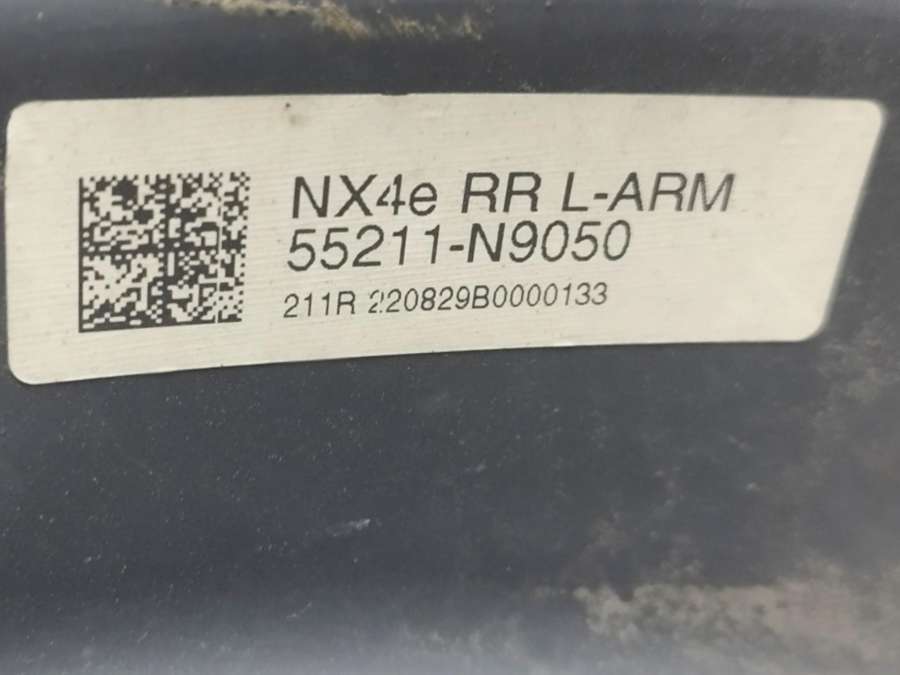 NX4e RR L-ARM
55211-N9050
211R 220829B0000133